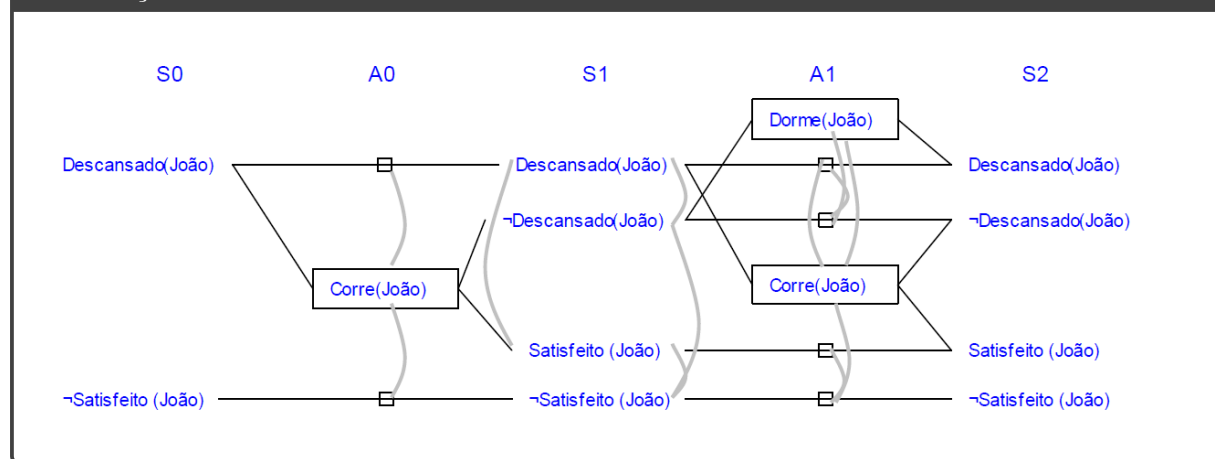 S0 A0 S1 A1 S2
Dorme(João)
Descansado(João) Descansado(João) Descansado(João)
¬Descansado(João) ¬Descansado(João)
Corre(João) Corre(João)
Satisfeito (João) Satisfeito (João)
¬Satisfeito (João) ¬Satisfeito (João) ¬Satisfeito (João)